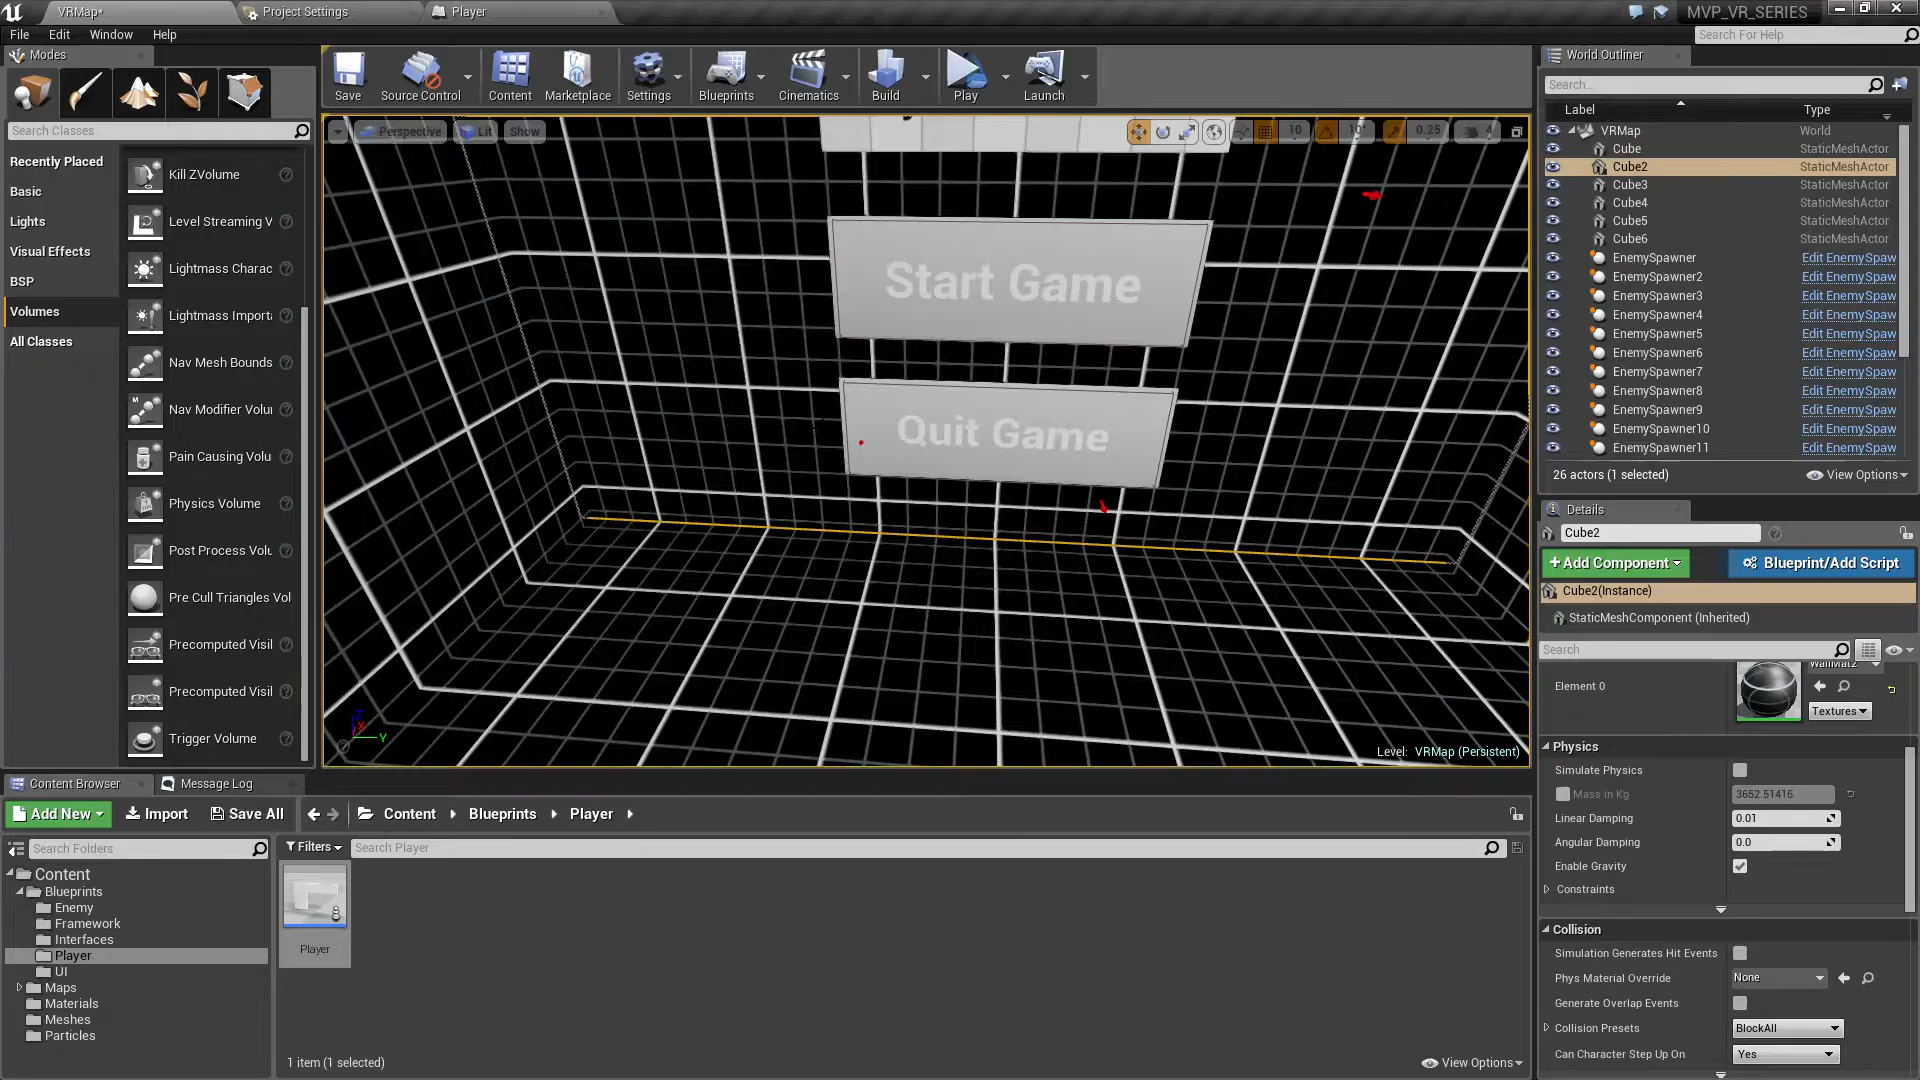 VRMap*
Project Settings
Player
MVP_VR_SERIES
File
Edit
Window
Help
Search For Help
Modes
Search Classes
Recently Placed
Basic
Lights
Visual Effects
BSP
Volumes
All Classes
Kill ZVolume
Level Streaming V
Lightmass Charac
Lightmass Importa
Nav Mesh Bounds
Nav Modifier Volu
Pain Causing Volu
Physics Volume
Post Process Volu
Pre Cull Triangles Vol
Precomputed Visil
Precomputed Visil
Trigger Volume
Save
Source Control
Content
Marketplace
Settings
Blueprints
Cinematics
Build
Play
Launch
Perspective
Lit
Show
10
10°
0.25
4
Start Game
Quit Game
Z
X
Y
Level: VRMap (Persistent)
World Outliner
Search...
Label
Type
VRMap World
Cube StaticMeshActor
Cube2 StaticMeshActor
Cube3 StaticMeshActor
Cube4 StaticMeshActor
Cube5 StaticMeshActor
Cube6 StaticMeshActor
EnemySpawner Edit EnemySpaw
EnemySpawner2 Edit EnemySpaw
EnemySpawner3 Edit EnemySpaw
EnemySpawner4 Edit EnemySpaw
EnemySpawner5 Edit EnemySpaw
EnemySpawner6 Edit EnemySpaw
EnemySpawner7 Edit EnemySpaw
EnemySpawner8 Edit EnemySpaw
EnemySpawner9 Edit EnemySpaw
EnemySpawner10 Edit EnemySpaw
EnemySpawner11 Edit EnemySpaw
26 actors (1 selected)
View Options
Details
Cube2
+Add Component
Blueprint/Add Script
Cube2(Instance)
StaticMeshComponent (Inherited)
Search
Element 0
WallMat2
Textures
Physics
Simulate Physics
Mass in Kg 3652.51416
Linear Damping 0.01
Angular Damping 0.0
Enable Gravity
Constraints
Collision
Simulation Generates Hit Events
Phys Material Override None
Generate Overlap Events
Collision Presets BlockAll
Can Character Step Up On Yes
Content Browser
Message Log
Add New
Import
Save All
Content
Blueprints
Player
Search Folders
Filters
Search Player
Content
Blueprints
Enemy
Framework
Interfaces
Player
UI
Maps
Materials
Meshes
Particles
Player
1 item (1 selected)
View Options